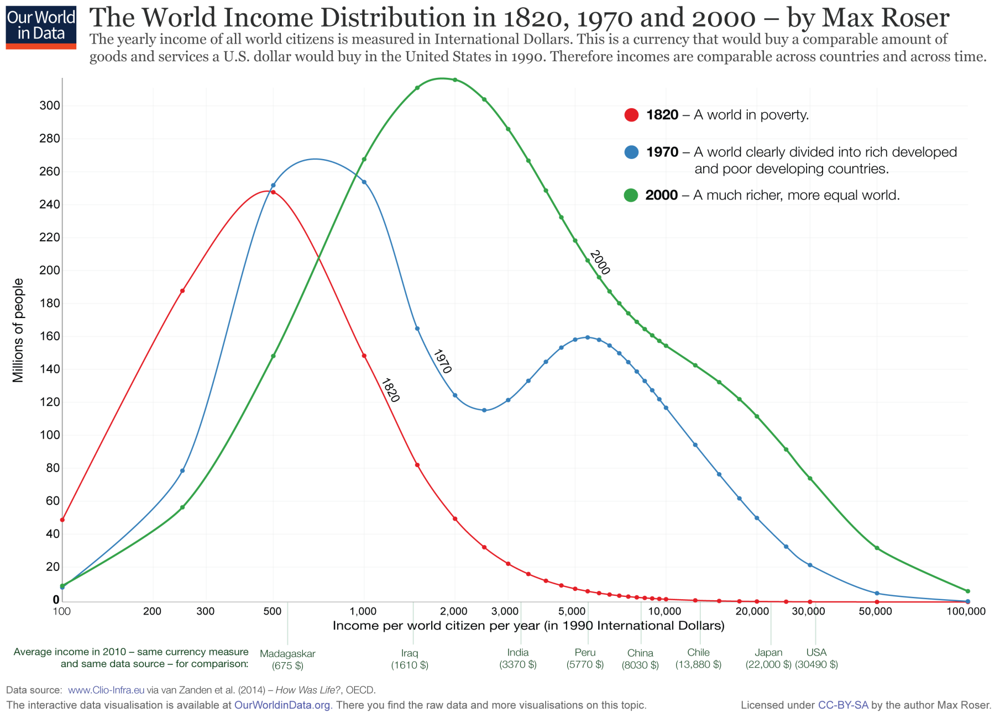 Our World
in Data
The World Income Distribution in 1820, 1970 and 2000 – by Max Roser
The yearly income of all world citizens is measured in International Dollars. This is a currency that would buy a comparable amount of
goods and services a U.S. dollar would buy in the United States in 1990. Therefore incomes are comparable across countries and across time.
1820 – A world in poverty.
1970 – A world clearly divided into rich developed
and poor developing countries.
2000 – A much richer, more equal world.
Millions of people
300
280
260
240
220
200
180
160
140
120
100
80
60
40
20
0
2000
1970
1820
100 200 300 500 1,000 2,000 3,000 5,000 10,000 20,000 30,000 50,000 100,000
Income per world citizen per year (in 1990 International Dollars)
Average income in 2010 – same currency measure
and same data source – for comparison:
Madagaskar
(675 $)
Iraq
(1610 $)
India
(3370 $)
Peru
(5770 $)
China
(8030 $)
Chile
(13,880 $)
Japan
(22,000 $)
USA
(30490 $)
Data source: www.Clio-Infra.eu via van Zanden et al. (2014) – How Was Life?, OECD.
The interactive data visualisation is available at OurWorldinData.org. There you find the raw data and more visualisations on this topic.
Licensed under CC-BY-SA by the author Max Roser.